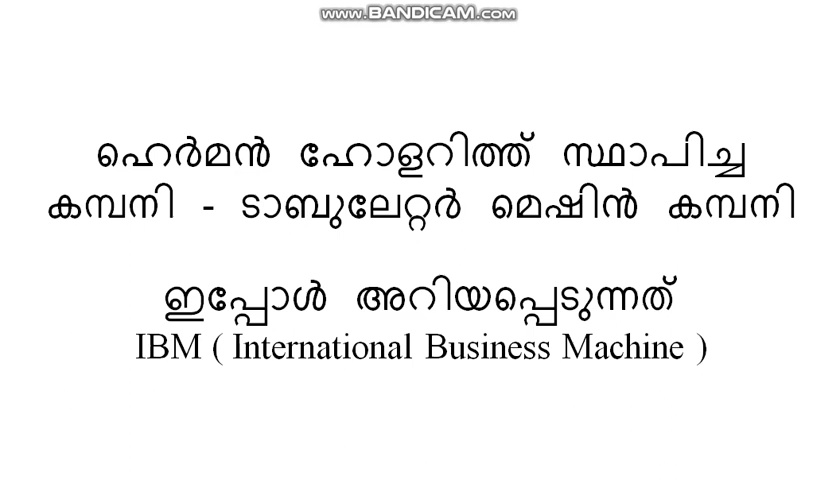 www.BANDICAM.com
ഹെർമൻ ഹോളറിത്ത് സ്ഥാപിച്ച
കമ്പനി - ടാബുലേറ്റർ മെഷിൻ കമ്പനി
ഇപ്പോൾ അറിയപ്പെടുന്നത്
IBM ( International Business Machine )